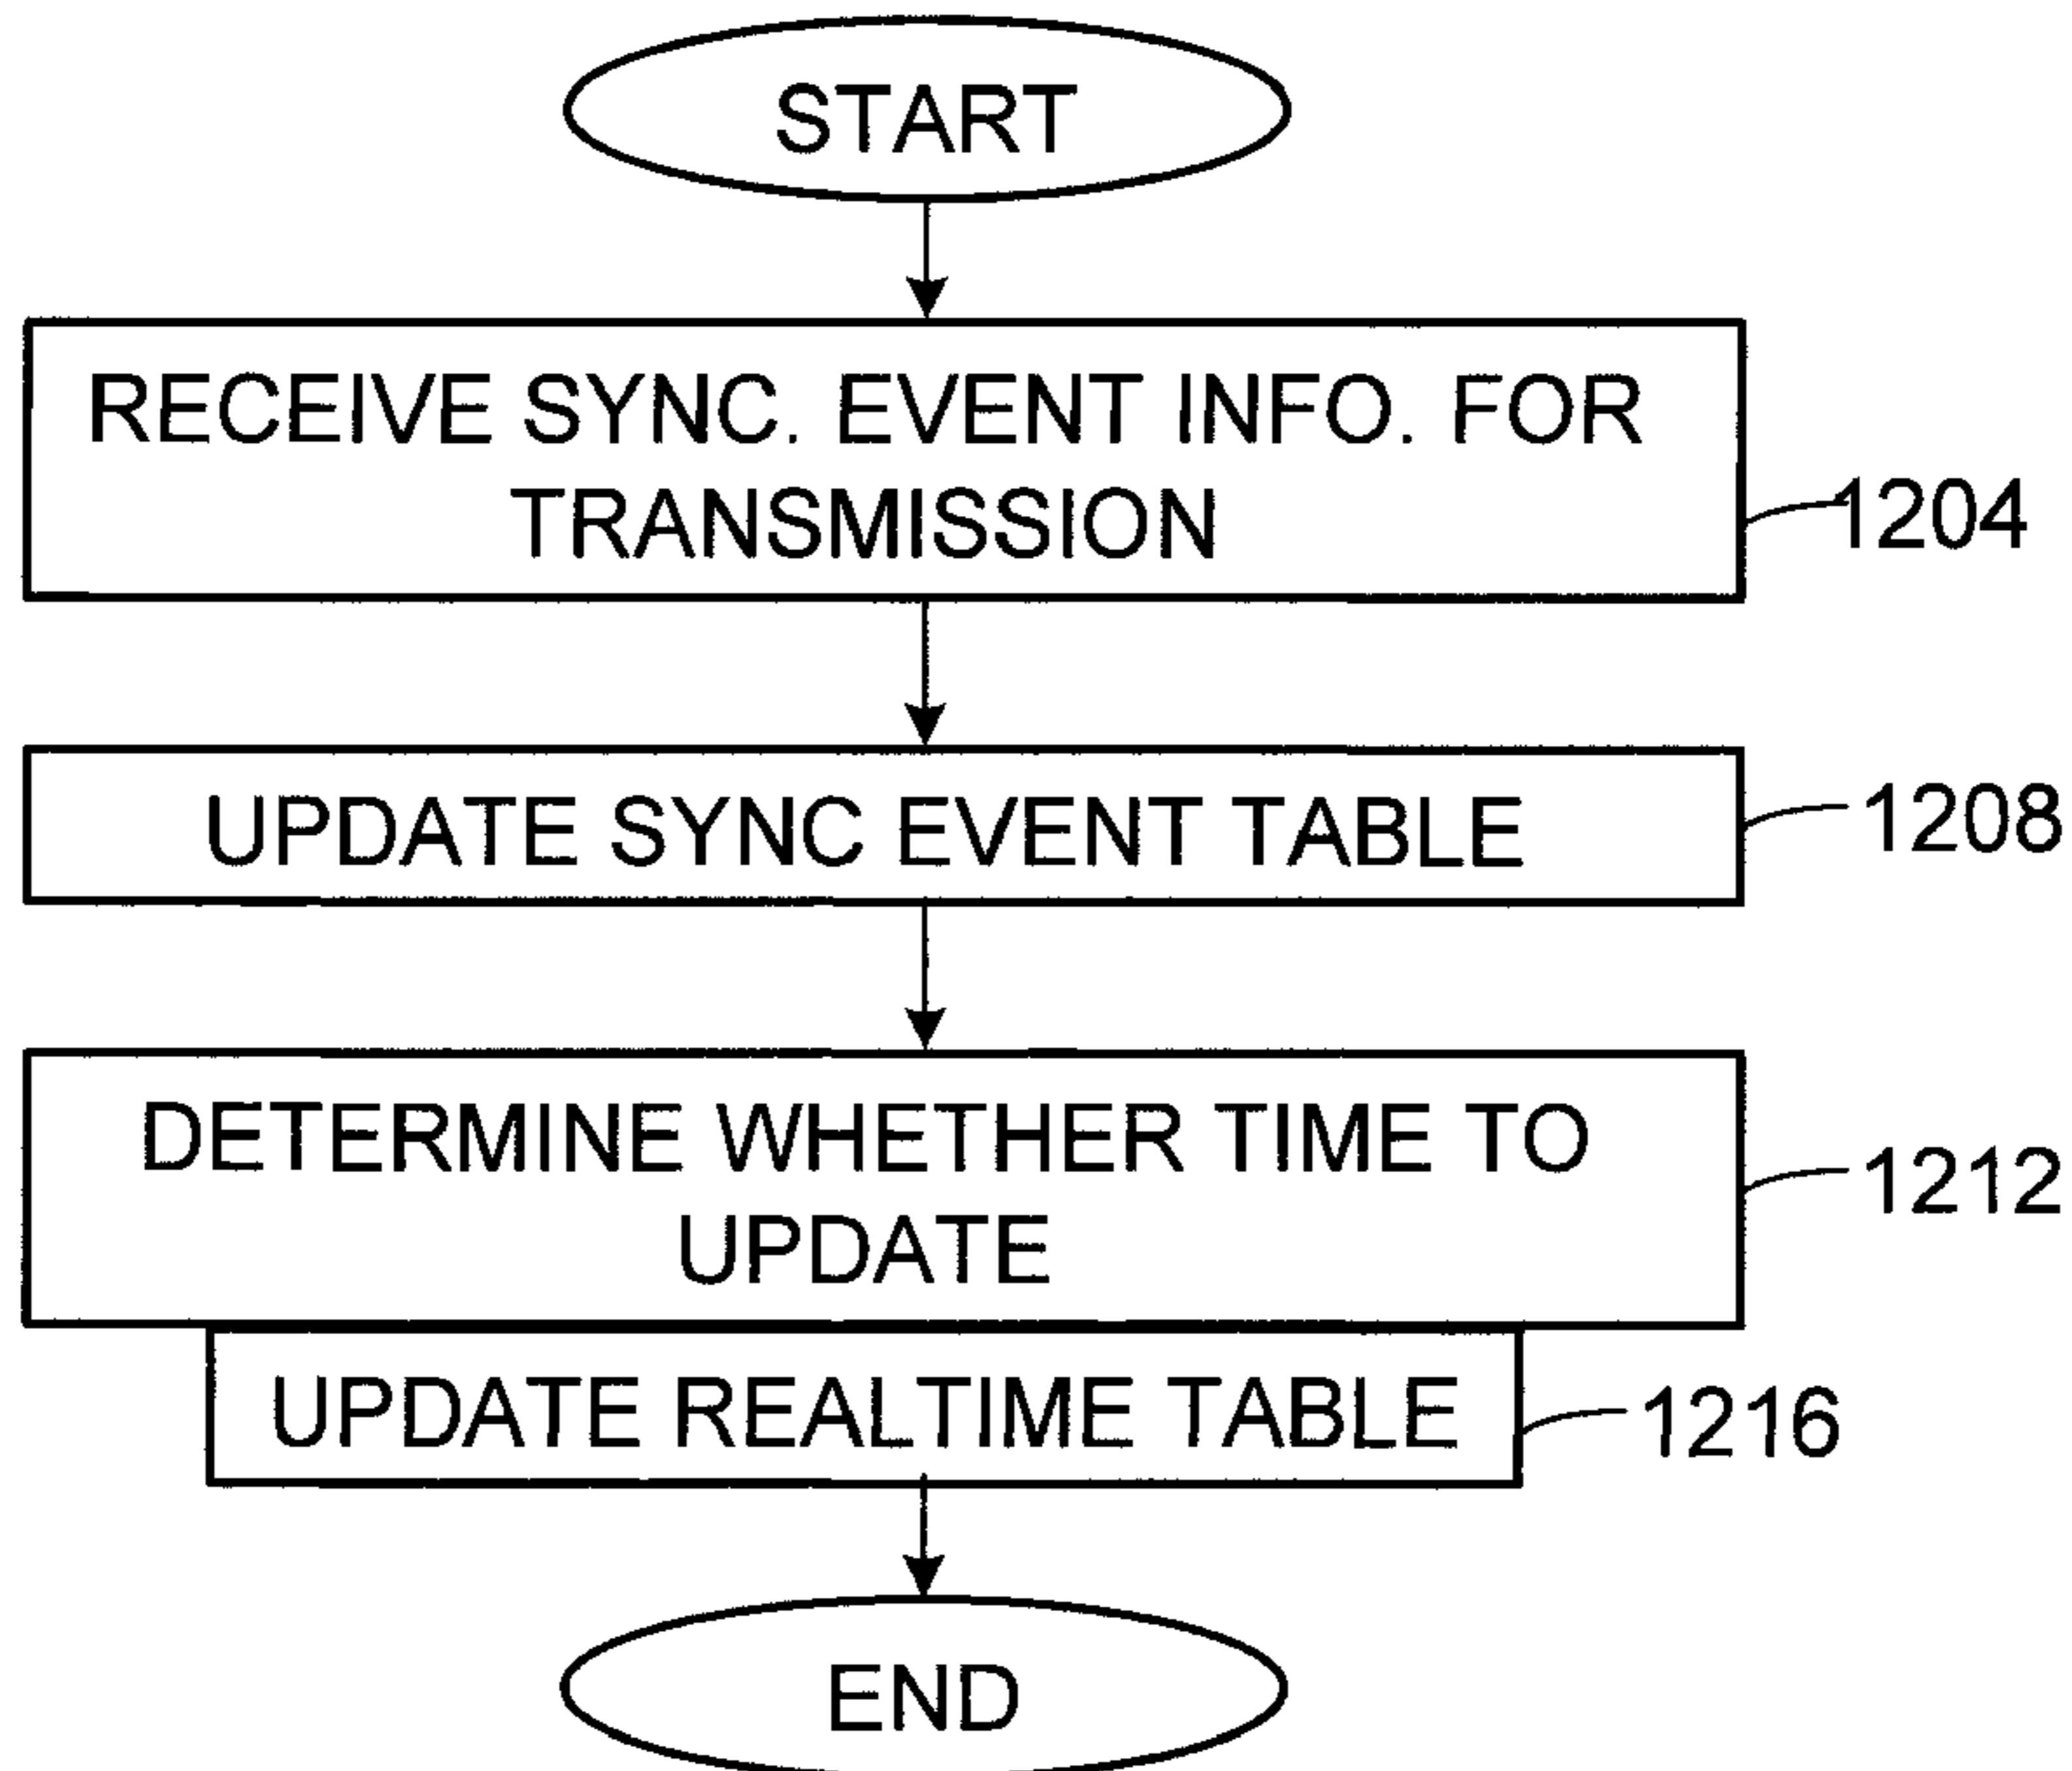 START
RECEIVE SYNC. EVENT INFO. FOR
TRANSMISSION
1204
UPDATE SYNC EVENT TABLE
1208
DETERMINE WHETHER TIME TO
UPDATE
1212
UPDATE REALTIME TABLE
1216
END